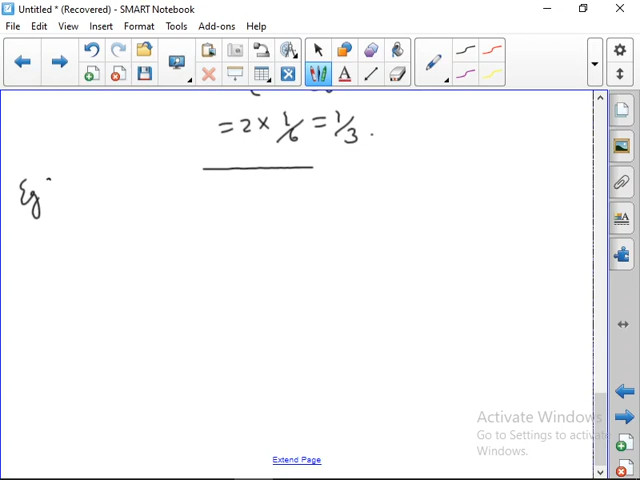 Untitled * (Recovered) - SMART Notebook
File Edit View Insert Format Tools Add-ons Help
= 2 × 1/6 = 1/3 .
Eg
Activate Windows
Go to Settings to activate
Windows.
Extend Page